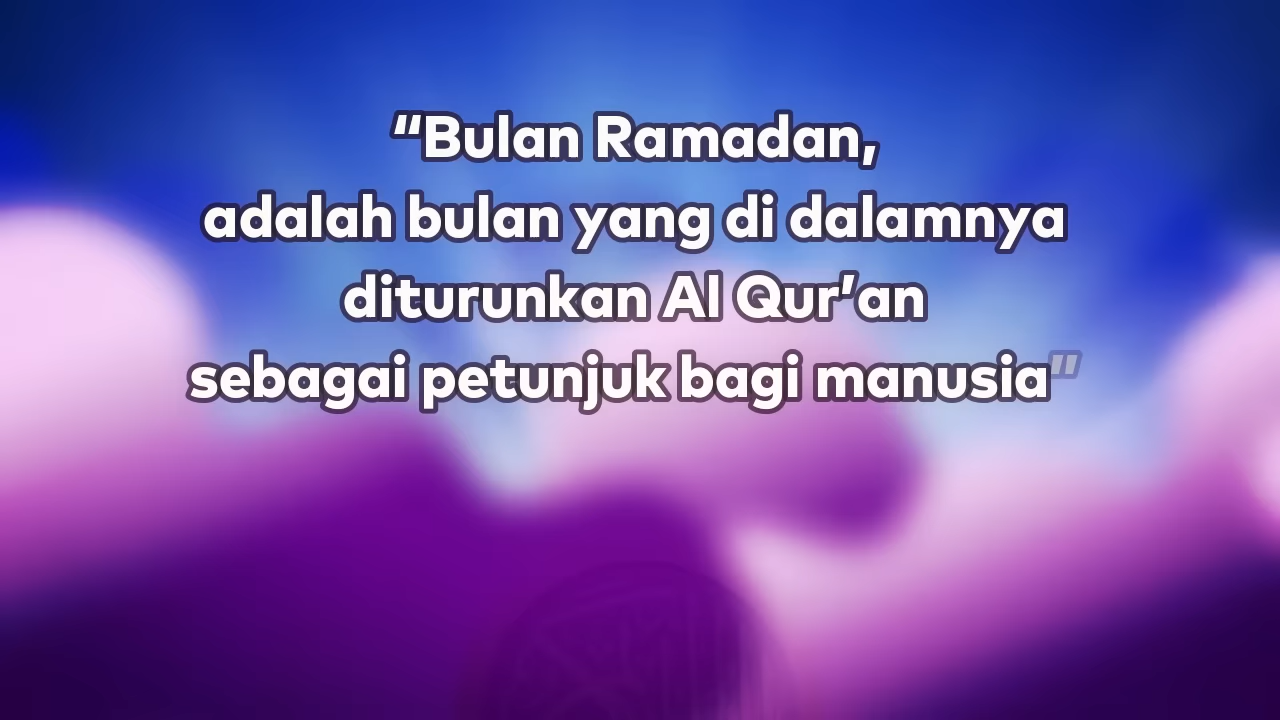 “Bulan Ramadan,
adalah bulan yang di dalamnya
diturunkan Al Qur’an
sebagai petunjuk bagi manusia”